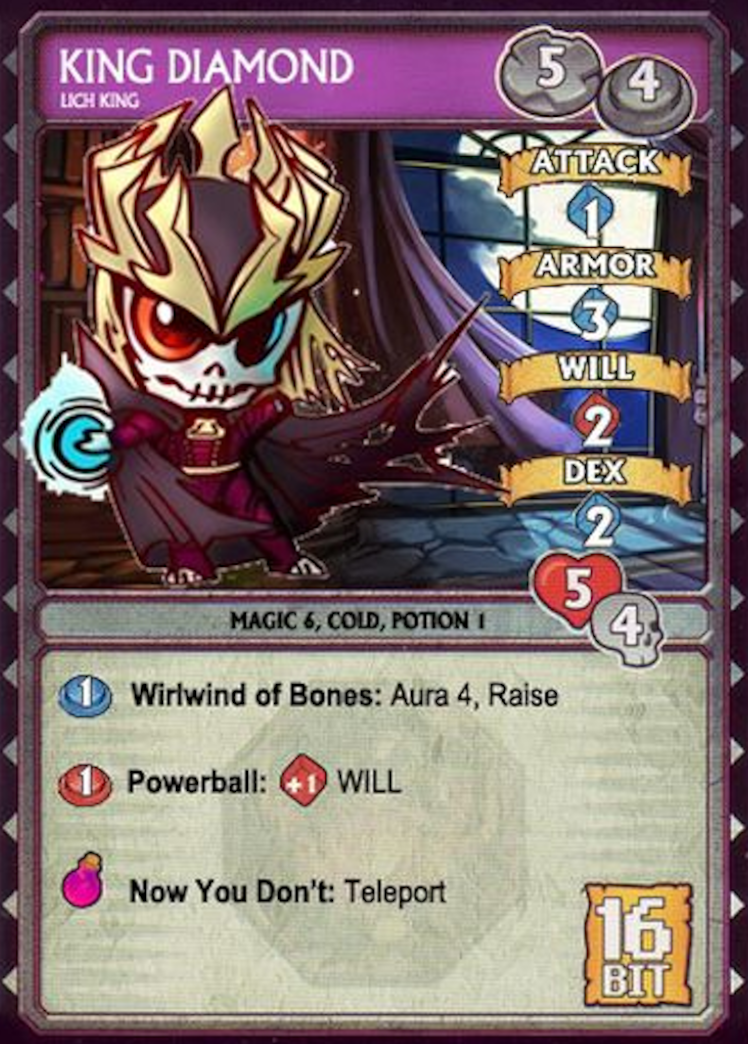 KING DIAMOND
LICH KING
5
4
ATTACK
1
ARMOR
3
WILL
2
DEX
2
5
4
MAGIC 6, COLD, POTION 1
1 Wirlwind of Bones: Aura 4, Raise
1 Powerball: +1 WILL
Now You Don't: Teleport
16
BIT